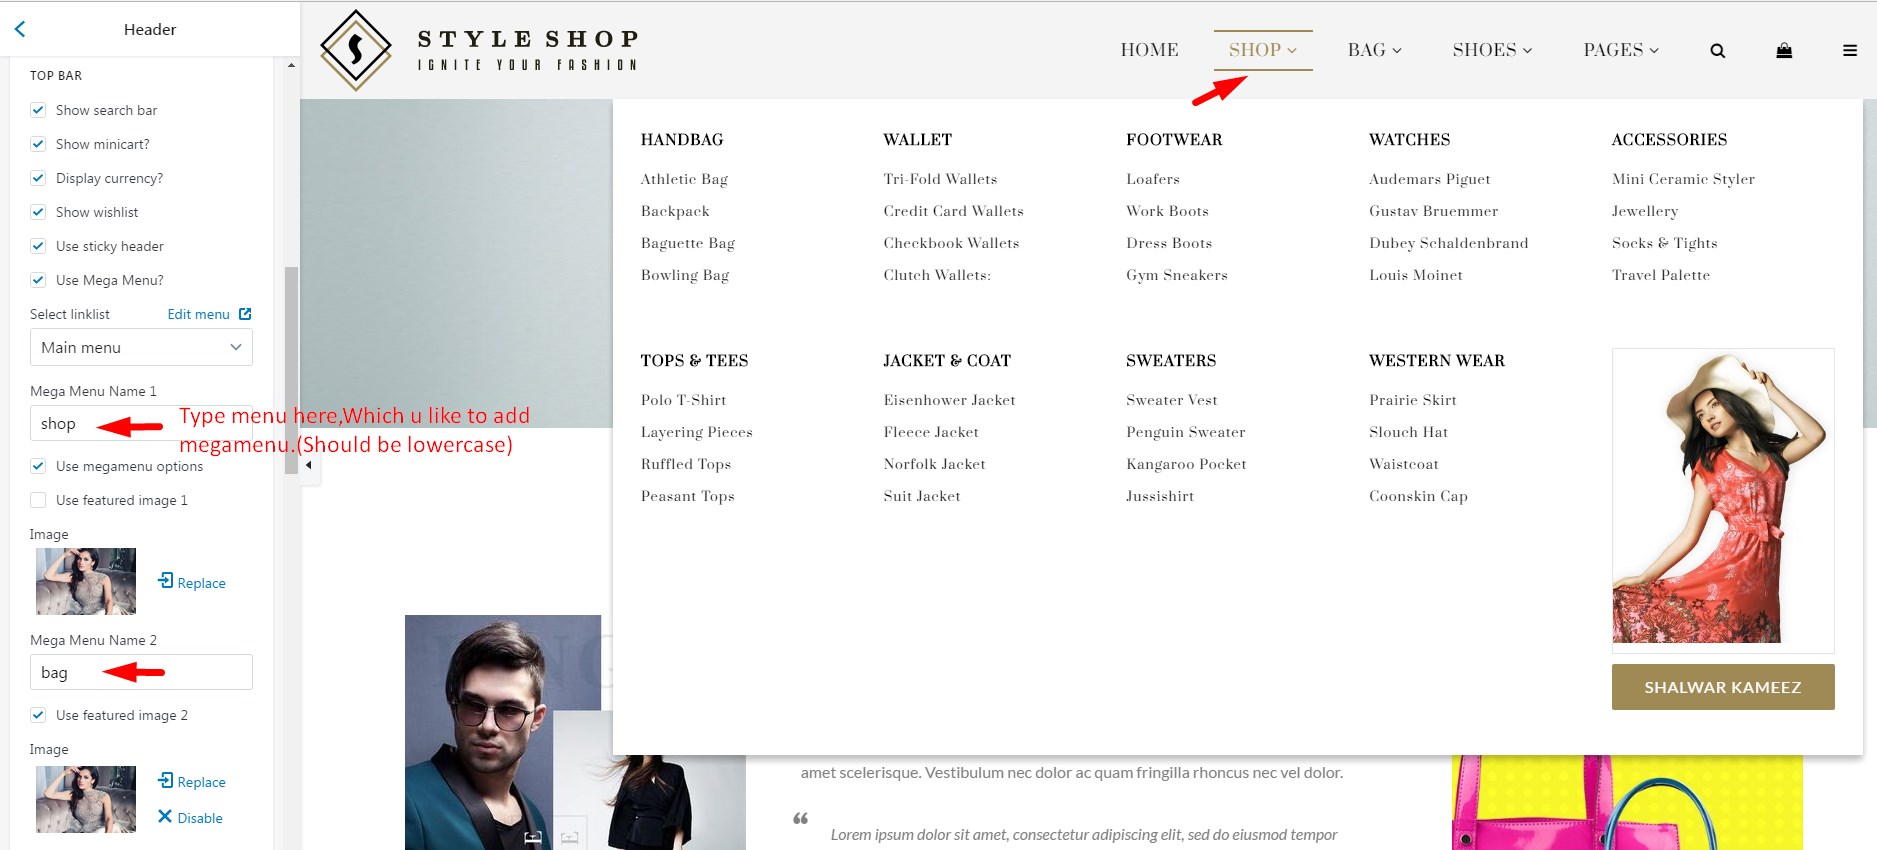 Header
TOP BAR
Show search bar
Show minicart?
Display currency?
Show wishlist
Use sticky header
Use Mega Menu?
Select linklist Edit menu
Main menu
Mega Menu Name 1
shop
Type menu here,Which u like to add
megamenu.(Should be lowercase)
Use megamenu options
Use featured image 1
Image
Replace
Mega Menu Name 2
bag
Use featured image 2
Image
Replace
Disable
STYLE SHOP
IGNITE YOUR FASHION
HOME SHOP BAG SHOES PAGES
HANDBAG
Athletic Bag
Backpack
Baguette Bag
Bowling Bag
WALLET
Tri-Fold Wallets
Credit Card Wallets
Checkbook Wallets
Clutch Wallets:
FOOTWEAR
Loafers
Work Boots
Dress Boots
Gym Sneakers
WATCHES
Audemars Piguet
Gustav Bruemmer
Dubey Schaldenbrand
Louis Moinet
ACCESSORIES
Mini Ceramic Styler
Jewellery
Socks & Tights
Travel Palette
TOPS & TEES
Polo T-Shirt
Layering Pieces
Ruffled Tops
Peasant Tops
JACKET & COAT
Eisenhower Jacket
Fleece Jacket
Norfolk Jacket
Suit Jacket
SWEATERS
Sweater Vest
Penguin Sweater
Kangaroo Pocket
Jussishirt
WESTERN WEAR
Prairie Skirt
Slouch Hat
Waistcoat
Coonskin Cap
SHALWAR KAMEEZ
amet scelerisque. Vestibulum nec dolor ac quam fringilla rhoncus nec vel dolor.
“
Lorem ipsum dolor sit amet, consectetur adipiscing elit, sed do eiusmod tempor